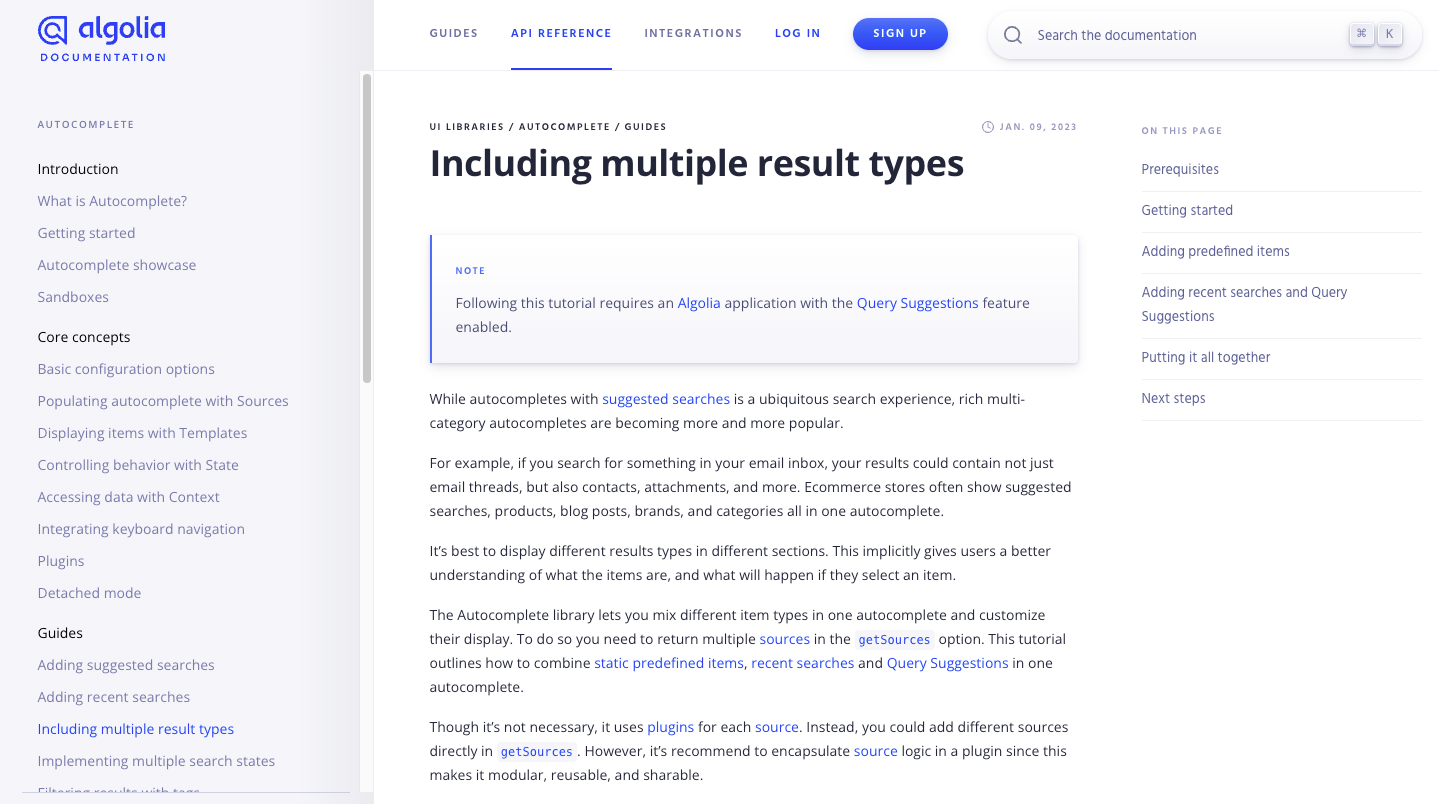 algolia
DOCUMENTATION
GUIDES
API REFERENCE
INTEGRATIONS
LOG IN
SIGN UP
Search the documentation
⌘
K
AUTOCOMPLETE
Introduction
What is Autocomplete?
Getting started
Autocomplete showcase
Sandboxes
Core concepts
Basic configuration options
Populating autocomplete with Sources
Displaying items with Templates
Controlling behavior with State
Accessing data with Context
Integrating keyboard navigation
Plugins
Detached mode
Guides
Adding suggested searches
Adding recent searches
Including multiple result types
Implementing multiple search states
Filtering results with tags
UI LIBRARIES / AUTOCOMPLETE / GUIDES
JAN. 09, 2023
Including multiple result types
NOTE
Following this tutorial requires an Algolia application with the Query Suggestions feature
enabled.
While autocompletes with suggested searches is a ubiquitous search experience, rich multi-
category autocompletes are becoming more and more popular.
For example, if you search for something in your email inbox, your results could contain not just
email threads, but also contacts, attachments, and more. Ecommerce stores often show suggested
searches, products, blog posts, brands, and categories all in one autocomplete.
It’s best to display different results types in different sections. This implicitly gives users a better
understanding of what the items are, and what will happen if they select an item.
The Autocomplete library lets you mix different item types in one autocomplete and customize
their display. To do so you need to return multiple sources in the getSources option. This tutorial
outlines how to combine static predefined items, recent searches and Query Suggestions in one
autocomplete.
Though it’s not necessary, it uses plugins for each source. Instead, you could add different sources
directly in getSources. However, it’s recommend to encapsulate source logic in a plugin since this
makes it modular, reusable, and sharable.
ON THIS PAGE
Prerequisites
Getting started
Adding predefined items
Adding recent searches and Query
Suggestions
Putting it all together
Next steps